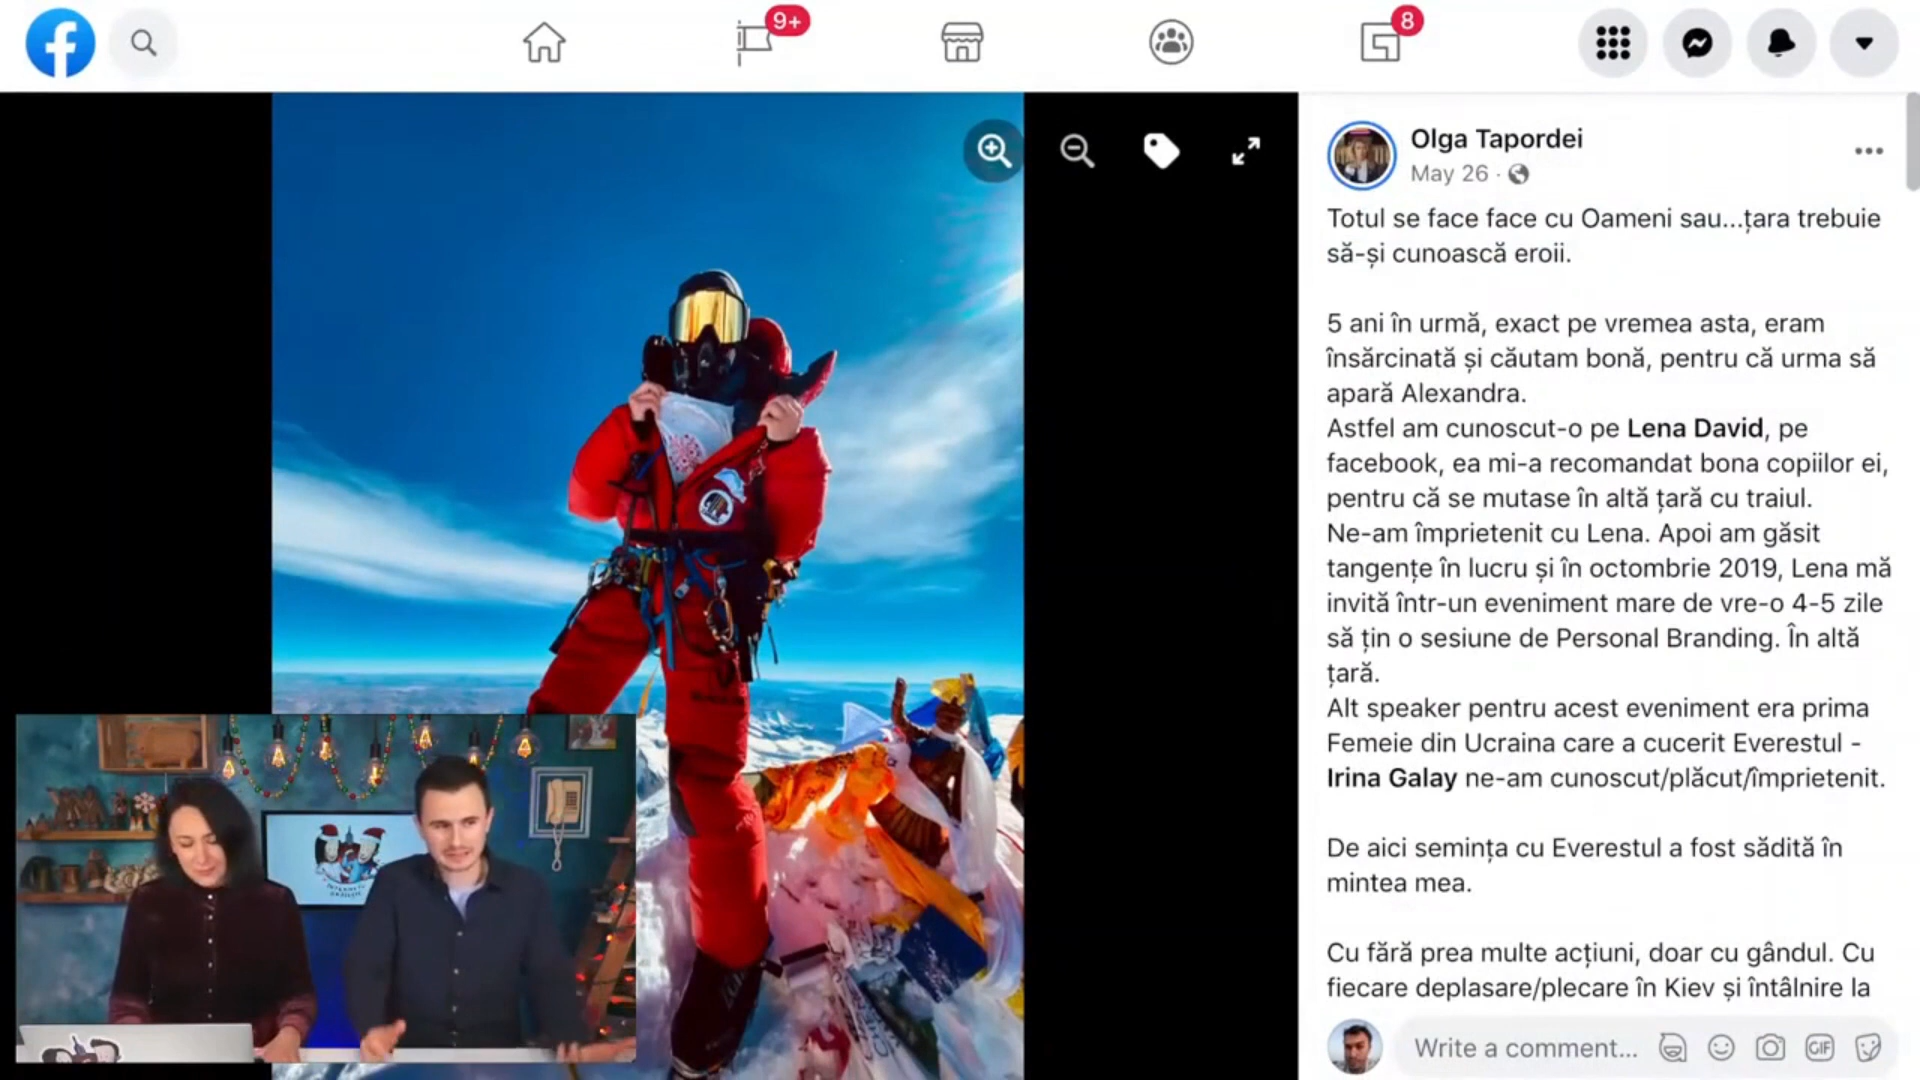 9+
8
Olga Tapordei
May 26 ·
Totul se face face cu Oameni sau...țara trebuie
să-și cunoască eroii.
5 ani în urmă, exact pe vremea asta, eram
însărcinată și căutam bonă, pentru că urma să
apară Alexandra.
Astfel am cunoscut-o pe Lena David, pe
facebook, ea mi-a recomandat bona copiilor ei,
pentru că se mutase în altă țară cu traiul.
Ne-am împrietenit cu Lena. Apoi am găsit
tangențe în lucru și în octombrie 2019, Lena mă
invită într-un eveniment mare de vre-o 4-5 zile
să țin o sesiune de Personal Branding. În altă
țară.
Alt speaker pentru acest eveniment era prima
Femeie din Ucraina care a cucerit Everestul -
Irina Galay ne-am cunoscut/plăcut/împrietenit.
De aici semința cu Everestul a fost sădită în
mintea mea.
Cu fără prea multe acțiuni, doar cu gândul. Cu
fiecare deplasare/plecare în Kiev și întâlnire la
Write a comment...
GIF